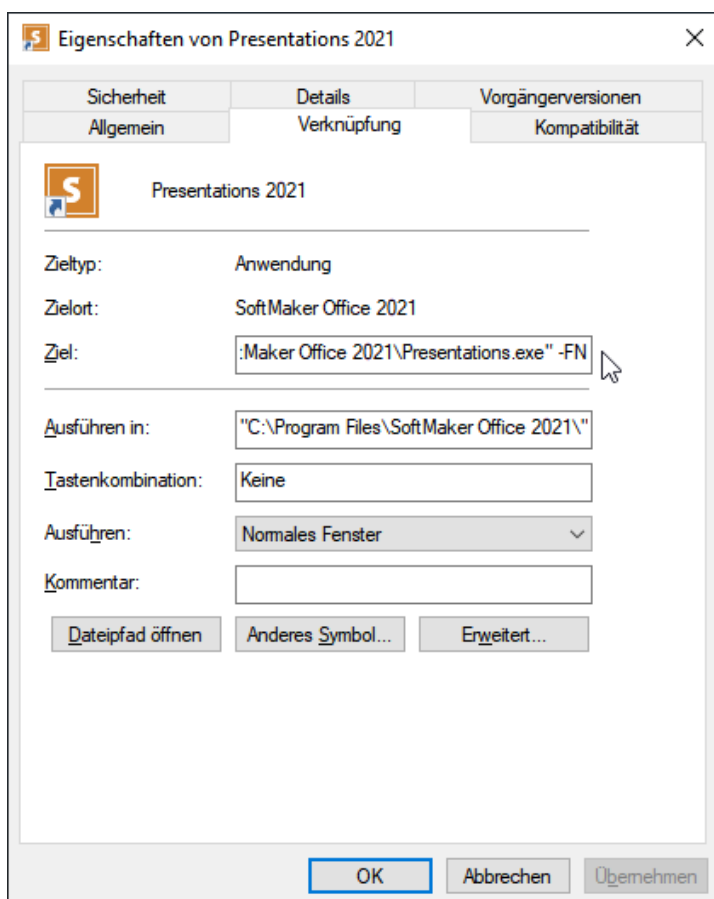 Eigenschaften von Presentations 2021
Sicherheit Details Vorgängerversionen
Allgemein Verknüpfung Kompatibilität
S
Presentations 2021
Zieltyp: Anwendung
Zielort: SoftMaker Office 2021
Ziel: :Maker Office 2021\Presentations.exe" -FN
Ausführen in: "C:\Program Files\SoftMaker Office 2021\"
Tastenkombination: Keine
Ausführen: Normales Fenster
Kommentar:
Dateipfad öffnen Anderes Symbol... Erweitert...
OK Abbrechen Übernehmen